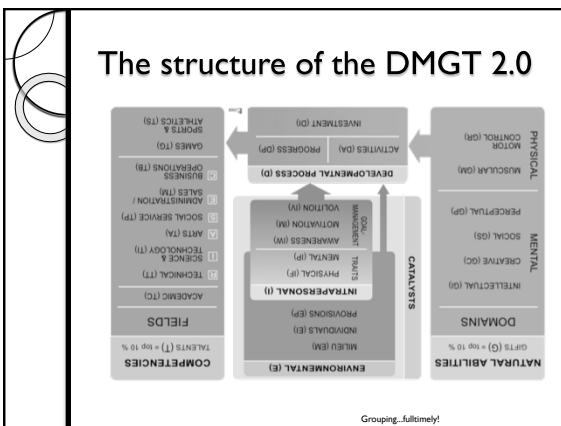 The structure of the DMGT 2.0
NATURAL ABILITIES
GIFTS (G) = top 10 %
DOMAINS
MENTAL
INTELLECTUAL (GI)
CREATIVE (GC)
SOCIAL (GS)
PERCEPTUAL (GP)
PHYSICAL
MUSCULAR (GM)
MOTOR
CONTROL (GR)
CATALYSTS
ENVIRONMENTAL (E)
MILIEU (EM)
INDIVIDUALS (EI)
PROVISIONS (EP)
INTRAPERSONAL (I)
TRAITS
PHYSICAL (IF)
MENTAL (IP)
GOAL-
MANAGEMENT
AWARENESS (IW)
MOTIVATION (IM)
VOLITION (IV)
DEVELOPMENTAL PROCESS (D)
ACTIVITIES (DA)
PROGRESS (DP)
INVESTMENT (DI)
COMPETENCIES
TALENTS (T) = top 10 %
FIELDS
ACADEMIC (TC)
R TECHNICAL (TT)
I SCIENCE &
TECHNOLOGY (TI)
A ARTS (TA)
S SOCIAL SERVICE (TP)
E ADMINISTRATION /
SALES (TM)
C BUSINESS
OPERATIONS (TB)
GAMES (TG)
SPORTS &
ATHLETICS (TS)
Grouping...fulltimely!